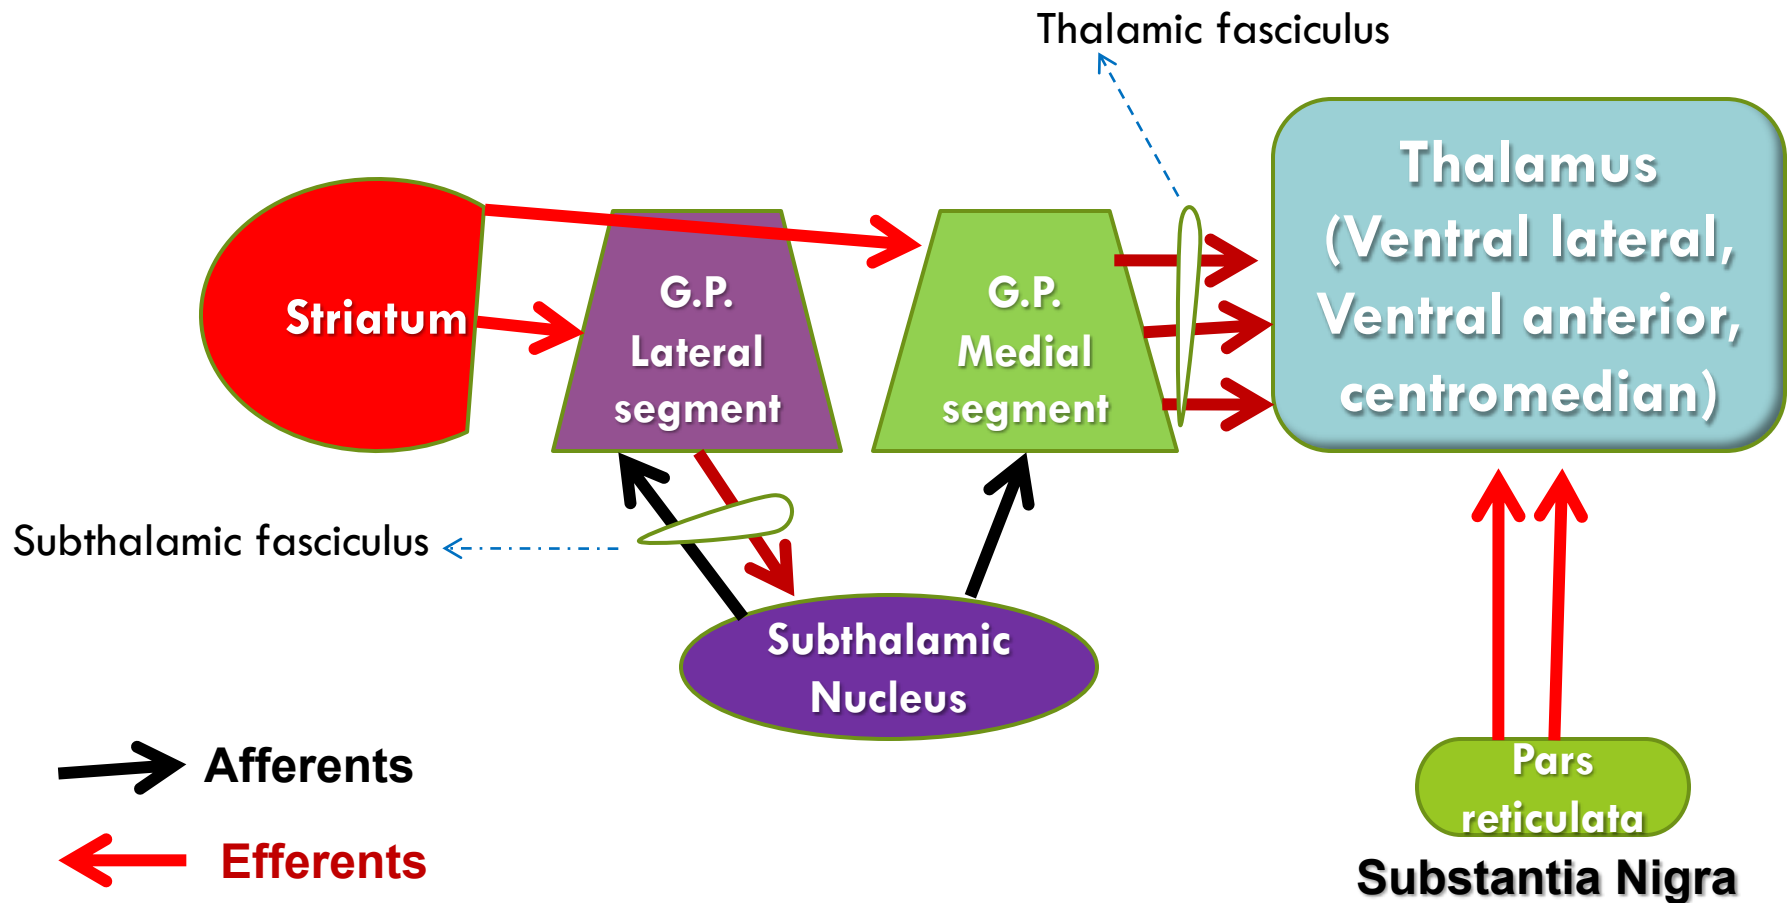 Thalamic fasciculus
Thalamus
(Ventral lateral,
Ventral anterior,
centromedian)
Striatum
G.P.
Lateral
segment
G.P.
Medial
segment
Subthalamic fasciculus
Subthalamic
Nucleus
Afferents
Efferents
Pars
reticulata
Substantia Nigra